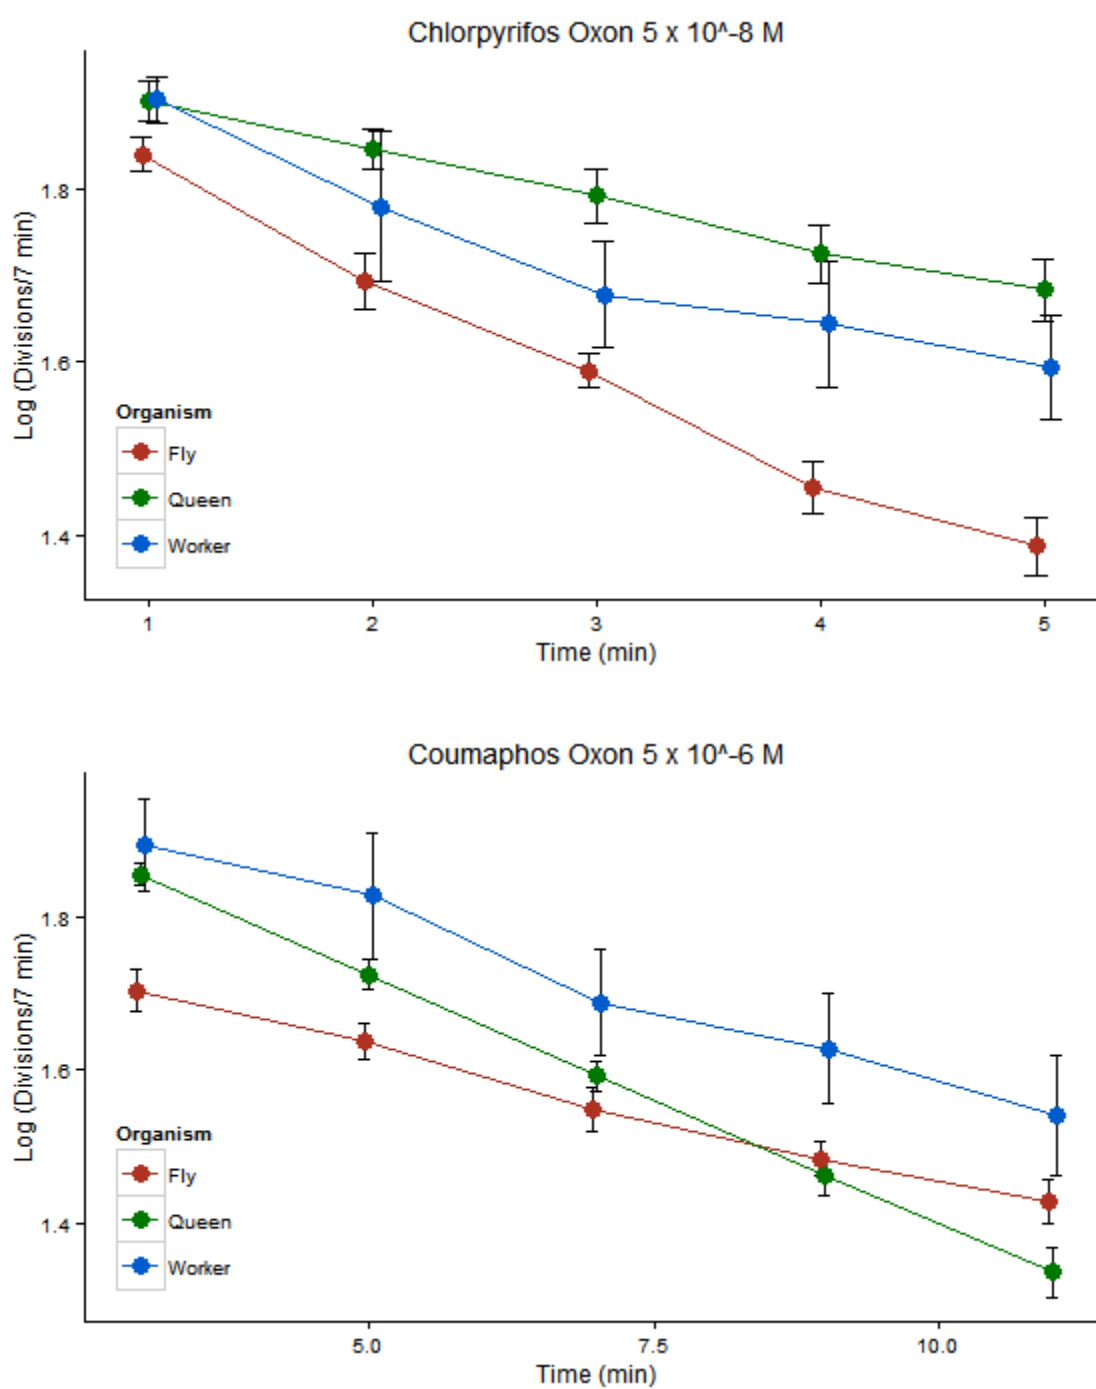 Chlorpyrifos Oxon 5 x 10^-8 M
Log (Divisions/7 min)
1.8
1.6
1.4
Organism
Fly
Queen
Worker
1 2 3 4 5
Time (min)
Coumaphos Oxon 5 x 10^-6 M
Log (Divisions/7 min)
1.8
1.6
1.4
Organism
Fly
Queen
Worker
5.0 7.5 10.0
Time (min)